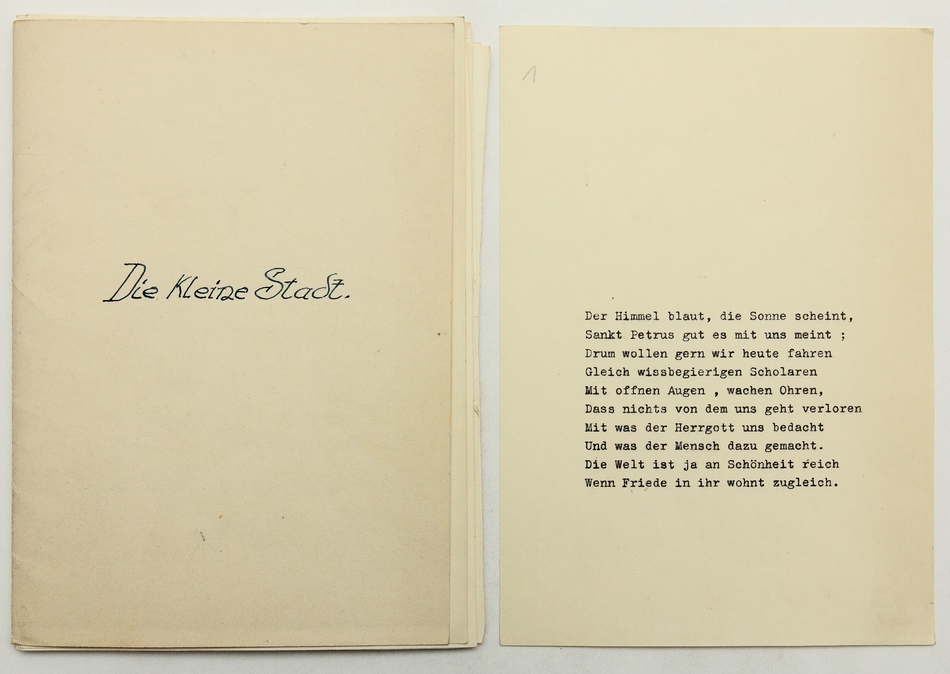 Die Kleine Stadt.
1
Der Himmel blaut, die Sonne scheint,
Sankt Petrus gut es mit uns meint ;
Drum wollen gern wir heute fahren
Gleich wissbegierigen Scholaren
Mit offnen Augen , wachen Ohren,
Dass nichts von dem uns geht verloren
Mit was der Herrgott uns bedacht
Und was der Mensch dazu gemacht.
Die Welt ist ja an Schönheit reich
Wenn Friede in ihr wohnt zugleich.